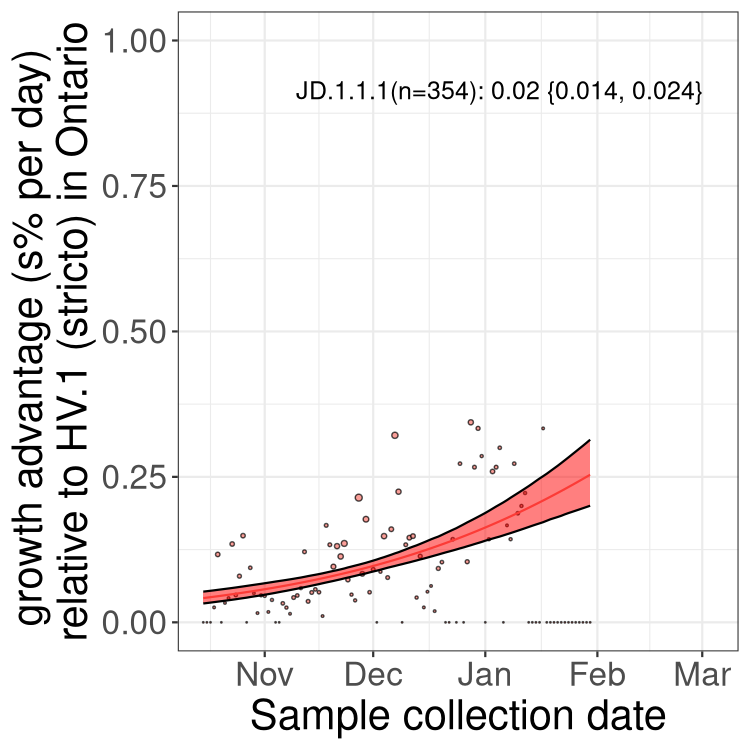 growth advantage (s% per day)
relative to HV.1 (stricto) in Ontario
1.00
0.75
0.50
0.25
0.00
JD.1.1.1(n=354): 0.02 {0.014, 0.024}
Nov Dec Jan Feb Mar
Sample collection date